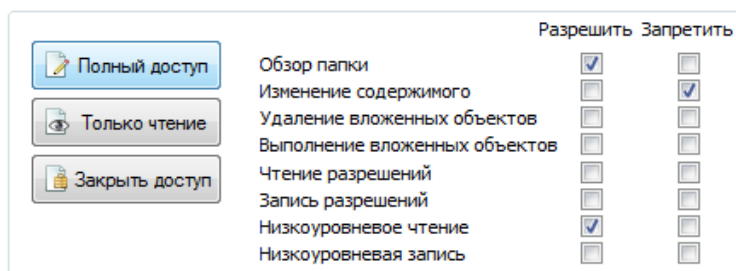 Разрешить Запретить
Полный доступ
Только чтение
Закрыть доступ
Обзор папки
Изменение содержимого
Удаление вложенных объектов
Выполнение вложенных объектов
Чтение разрешений
Запись разрешений
Низкоуровневое чтение
Низкоуровневая запись